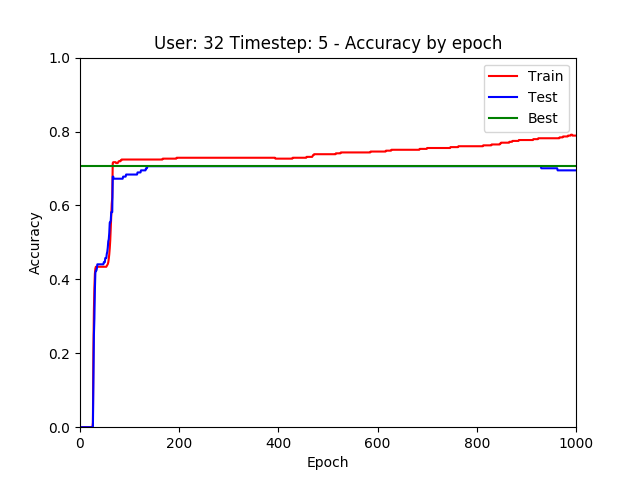 User: 32 Timestep: 5 - Accuracy by epoch
1.0
0.8
0.6
0.4
0.2
0.0
Accuracy
Train
Test
Best
0 200 400 600 800 1000
Epoch